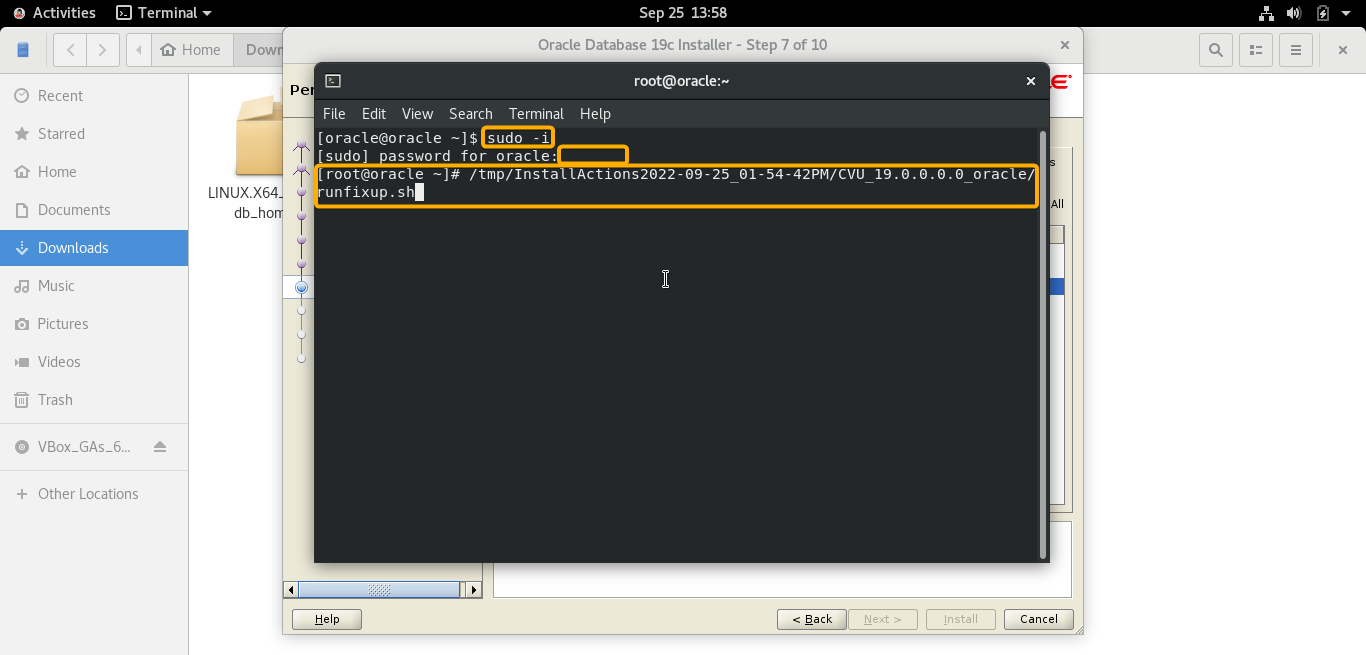 Activities Terminal Sep 25 13:58
Home Down
Oracle Database 19c Installer - Step 7 of 10
Recent
Starred
Home
Documents
Downloads
Music
Pictures
Videos
Trash
VBox_GAs_6...
Other Locations
LINUX.X64_
db_hom
Per
root@oracle:~
File Edit View Search Terminal Help
[oracle@oracle ~]$ sudo -i
[sudo] password for oracle:
[root@oracle ~]# /tmp/InstallActions2022-09-25_01-54-42PM/CVU_19.0.0.0.0_oracle/
runfixup.sh
s
All
Help < Back Next > Install Cancel